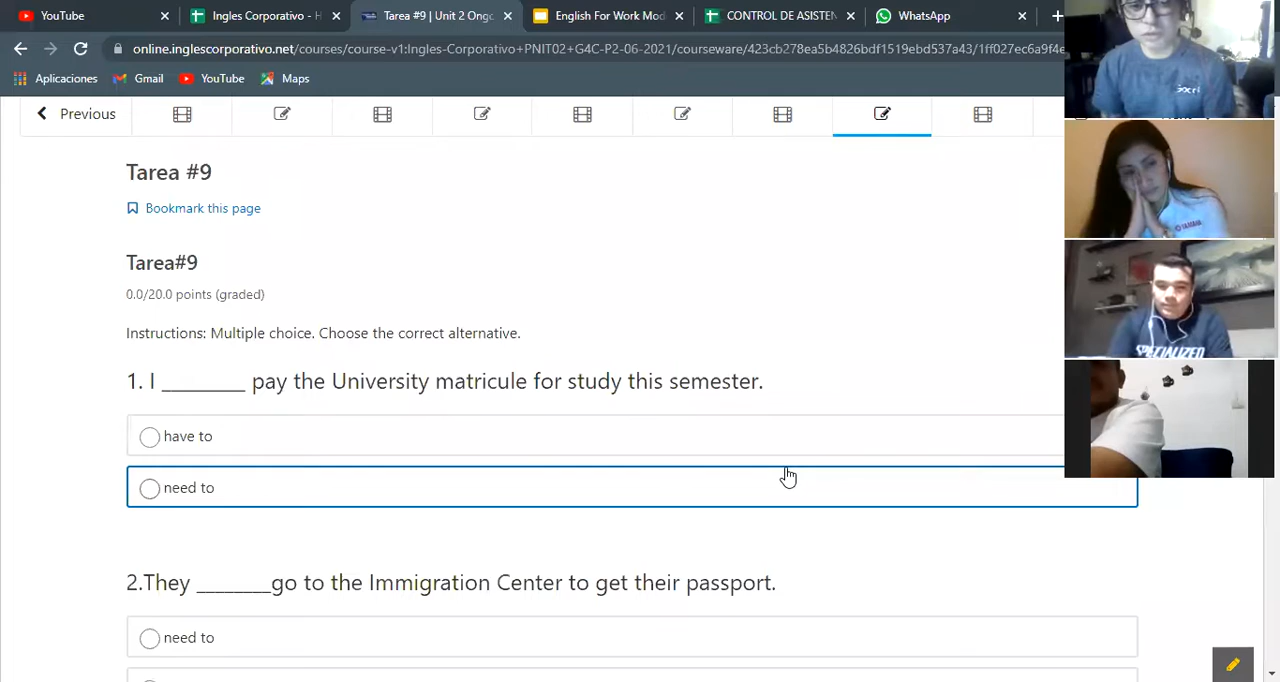 YouTube
Ingles Corporativo - H
Tarea #9 | Unit 2 Ongo
English For Work Mod
CONTROL DE ASISTEN
WhatsApp
online.inglescorporativo.net/courses/course-v1:Ingles-Corporativo+PNIT02+G4C-P2-06-2021/courseware/423cb278ea5b4826bdf1519ebd537a43/1ff027ec6a9f4e
Aplicaciones
Gmail
YouTube
Maps
Previous
Tarea #9
Bookmark this page
Tarea#9
0.0/20.0 points (graded)
Instructions: Multiple choice. Choose the correct alternative.
1. I ________ pay the University matricule for study this semester.
have to
need to
2.They ________go to the Immigration Center to get their passport.
need to
YAMAHA
SPECIALIZED